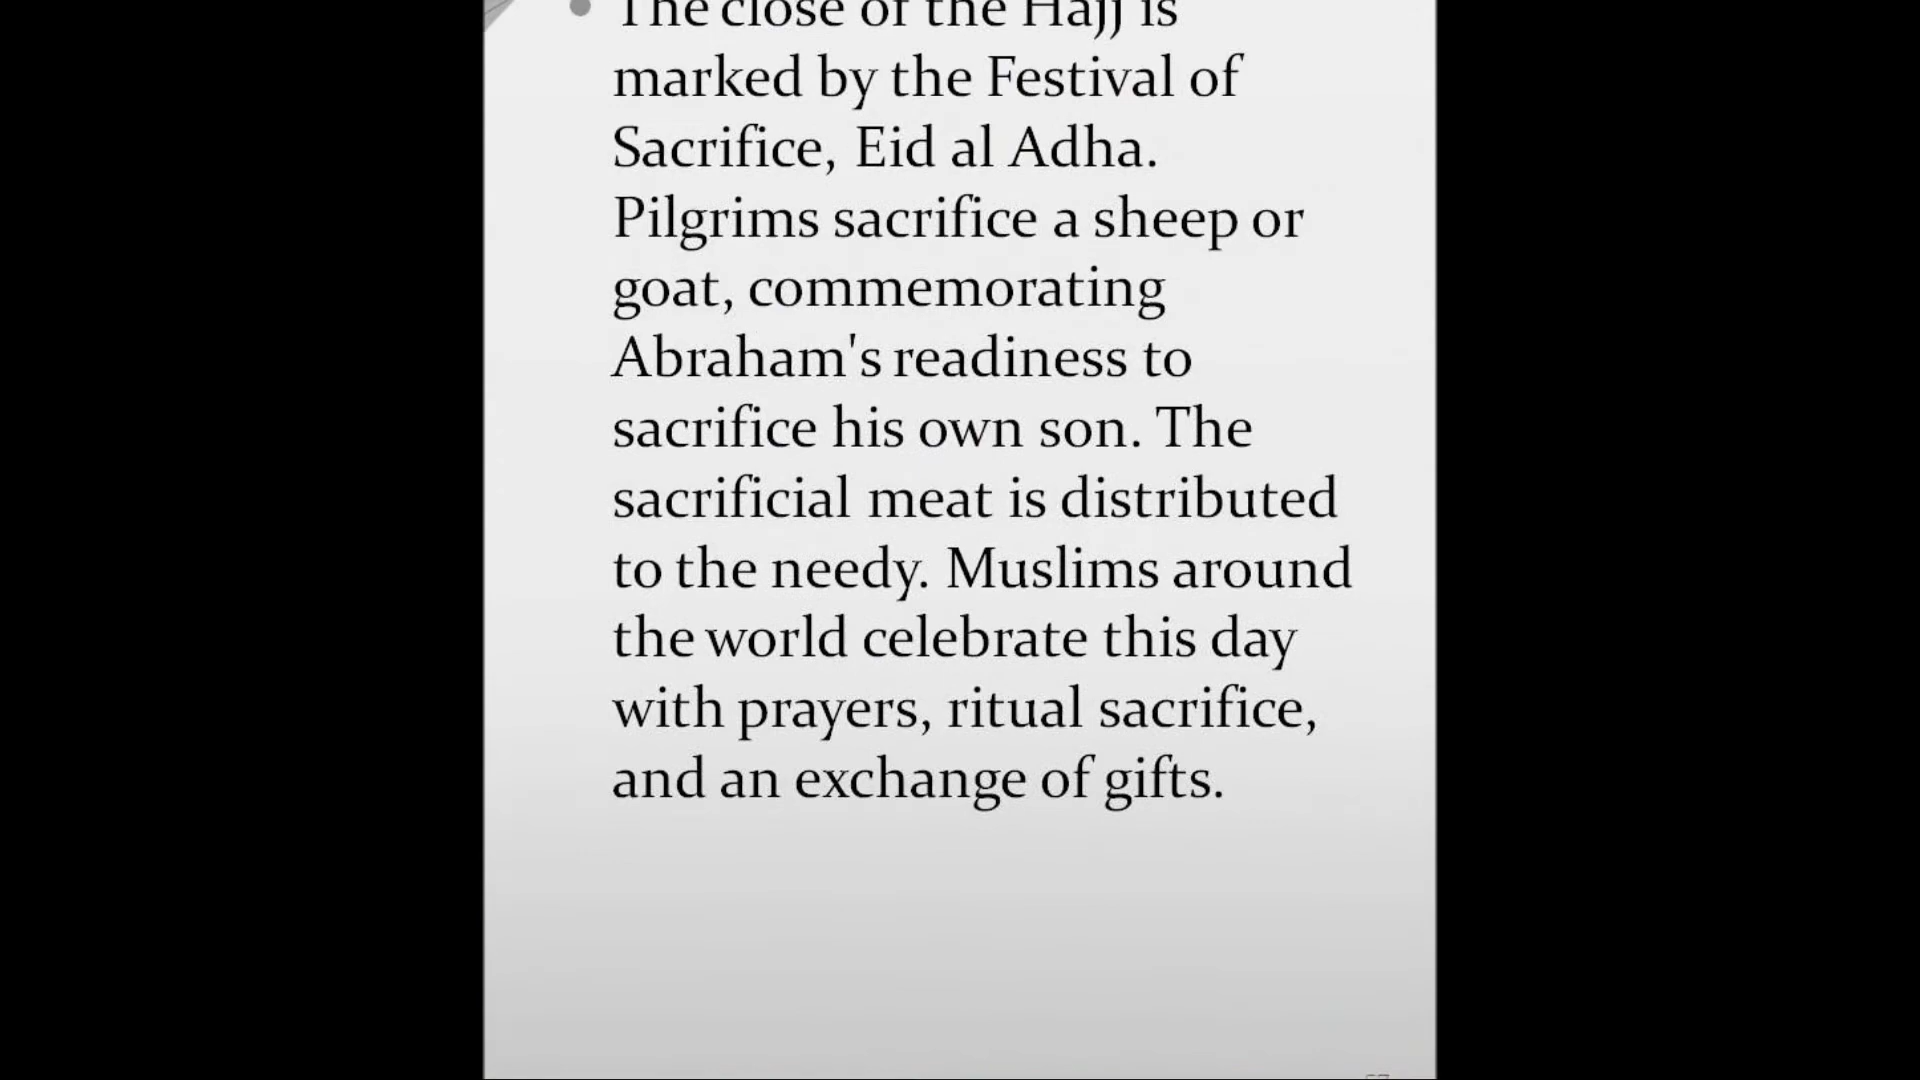 The close of the Hajj is
marked by the Festival of
Sacrifice, Eid al Adha.
Pilgrims sacrifice a sheep or
goat, commemorating
Abraham's readiness to
sacrifice his own son. The
sacrificial meat is distributed
to the needy. Muslims around
the world celebrate this day
with prayers, ritual sacrifice,
and an exchange of gifts.